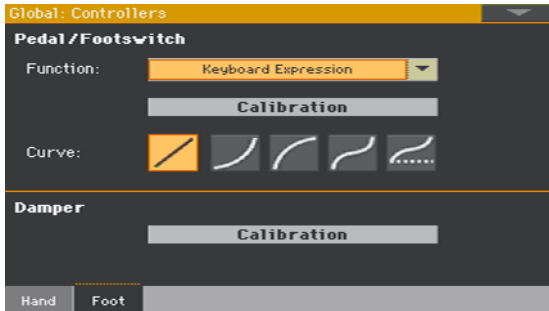 Global: Controllers
Pedal/Footswitch
Function: Keyboard Expression
Calibration
Curve:
Damper
Calibration
Hand Foot